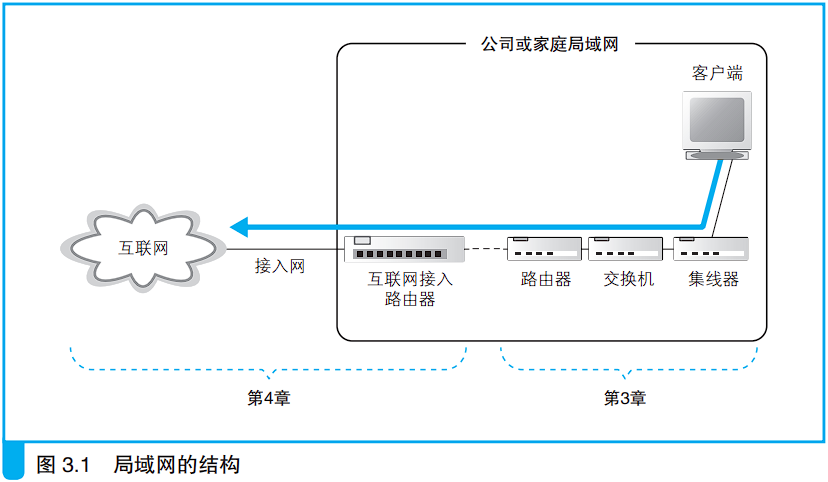 公司或家庭局域网
客户端
互联网
接入网
互联网接入
路由器
路由器
交换机
集线器
第4章
第3章
图 3.1 局域网的结构